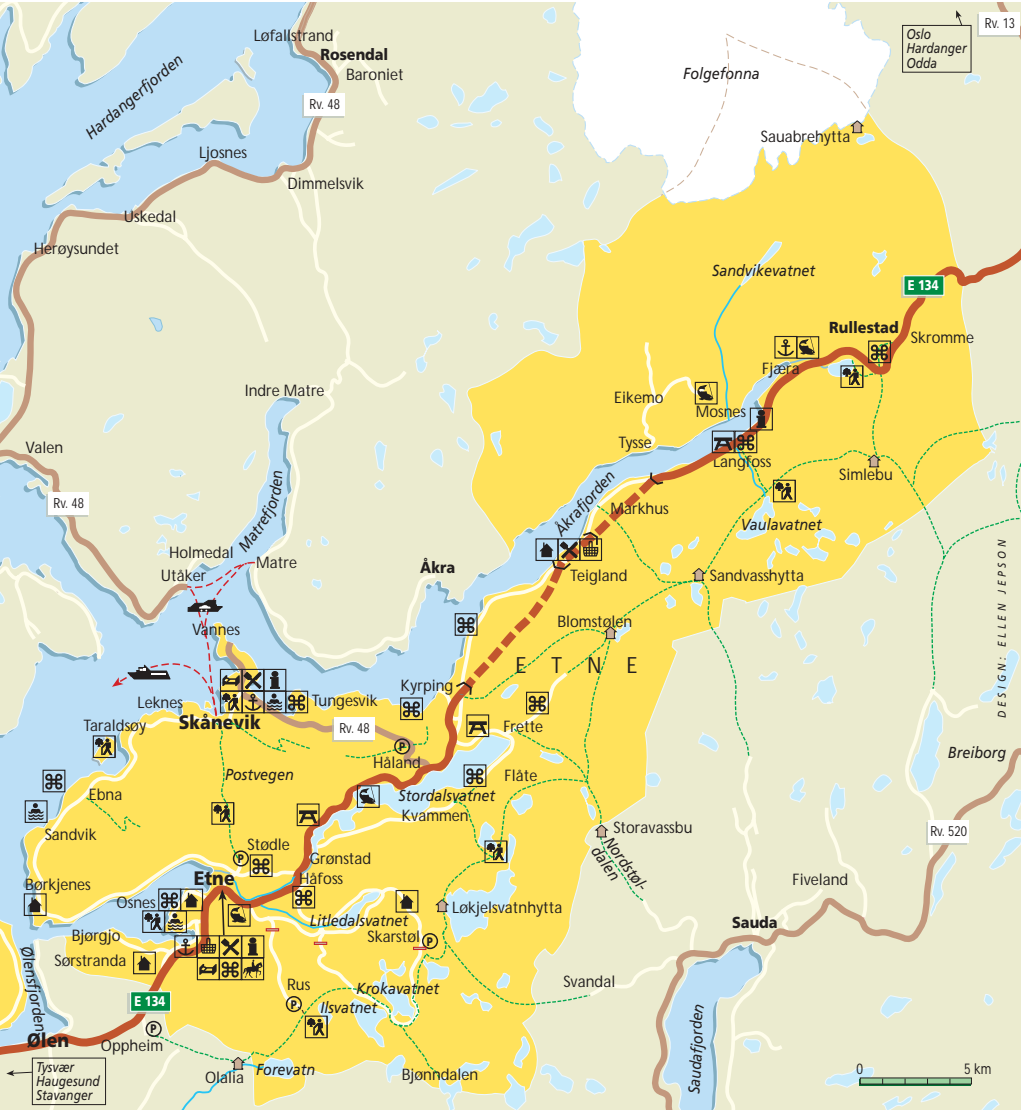 Løfallstrand
Rosendal
Baroniet
Hardangerfjorden
Rv. 48
Ljosnes
Dimmelsvik
Uskedal
Herøysundet
Folgefonna
Sauabrehytta
Oslo
Hardanger
Odda
Rv. 13
Sandvikevatnet
E 134
Rullestad
Skromme
Fjæra
Eikemo
Mosnes
Tysse
Langfoss
Simlebu
Indre Matre
Valen
Rv. 48
Matrefjorden
Åkrafjorden
Markhus
Vaulavatnet
Holmedal
Utåker
Matre
Åkra
Teigland
Sandvasshytta
Vannes
Blomstølen
ETNE
DESIGN: ELLEN JEPSON
Leknes
Skånevik
Tungesvik
Kyrping
Rv. 48
Taraldsøy
Frette
P
Håland
Breiborg
Postvegen
Flåte
Ebna
Stordalsvatnet
Kvammen
Sandvik
Storavassbu
Rv. 520
Nordstøl-
dalen
Stødle
P
Grønstad
Etne
Håfoss
Børkjenes
Osnes
Fiveland
Litledalsvatnet
Løkjelsvatnhytta
Skarstøl
P
Sauda
Bjørgjo
Sørstranda
Ølensfjorden
Svandal
Rus
P
Krokavatnet
Ilsvatnet
E 134
P
Ølen
Oppheim
Olalia
Forevatn
Bjønndalen
Saudafjorden
Tysvær
Haugesund
Stavanger
0
5 km